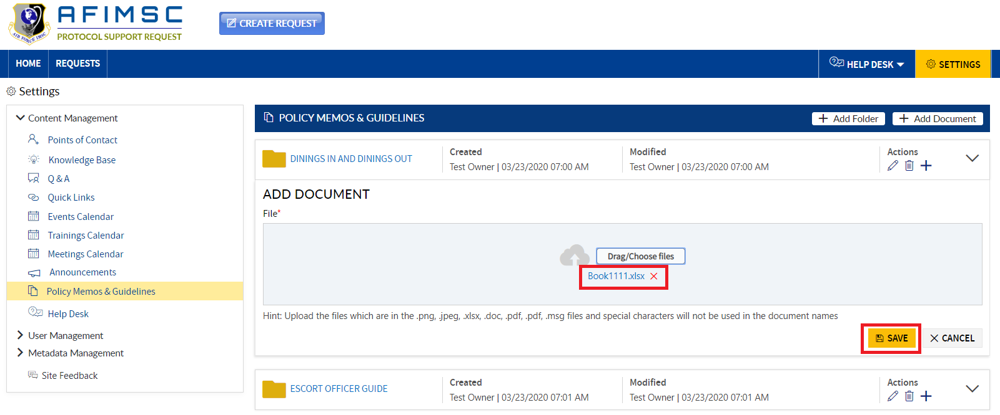 AFIMSC
PROTOCOL SUPPORT REQUEST
AIR FORCE IMSC
CREATE REQUEST
HOME
REQUESTS
HELP DESK
SETTINGS
Settings
Content Management
Points of Contact
Knowledge Base
Q & A
Quick Links
Events Calendar
Trainings Calendar
Meetings Calendar
Announcements
Policy Memos & Guidelines
Help Desk
User Management
Metadata Management
Site Feedback
POLICY MEMOS & GUIDELINES
Add Folder
Add Document
DININGS IN AND DININGS OUT
Created
Test Owner | 03/23/2020 07:00 AM
Modified
Test Owner | 03/23/2020 07:00 AM
Actions
ADD DOCUMENT
File*
Drag/Choose files
Book1111.xlsx
Hint: Upload the files which are in the .png, .jpeg, .xlsx, .doc, .pdf, .pdf, .msg files and special characters will not be used in the document names
SAVE
CANCEL
ESCORT OFFICER GUIDE
Created
Test Owner | 03/23/2020 07:01 AM
Modified
Test Owner | 03/23/2020 07:01 AM
Actions